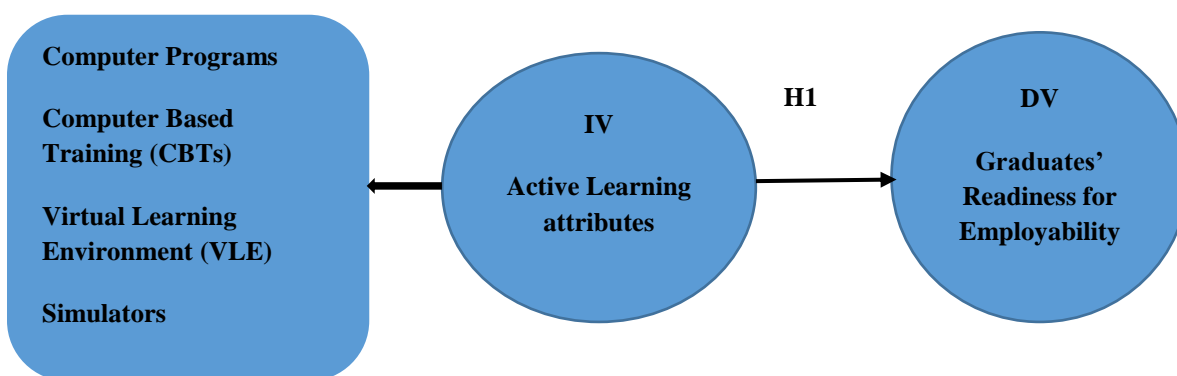 Computer Programs
Computer Based
Training (CBTs)
Virtual Learning
Environment (VLE)
Simulators
IV
Active Learning
attributes
H1
DV
Graduates’
Readiness for
Employability